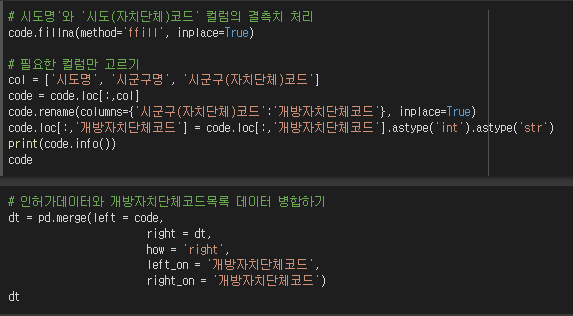 # 시도명'와 '시도(자치단체)코드' 컬럼의 결측치 처리
code.fillna(method='ffill', inplace=True)
# 필요한 컬럼만 고르기
col = ['시도명', '시군구명', '시군구(자치단체)코드']
code = code.loc[:,col]
code.rename(columns={'시군구(자치단체)코드':'개방자치단체코드'}, inplace=True)
code.loc[:,'개방자치단체코드'] = code.loc[:,'개방자치단체코드'].astype('int').astype('str')
print(code.info())
code
# 인허가데이터와 개방자치단체코드목록 데이터 병합하기
dt = pd.merge(left = code,
right = dt,
how = 'right',
left_on = '개방자치단체코드',
right_on = '개방자치단체코드')
dt